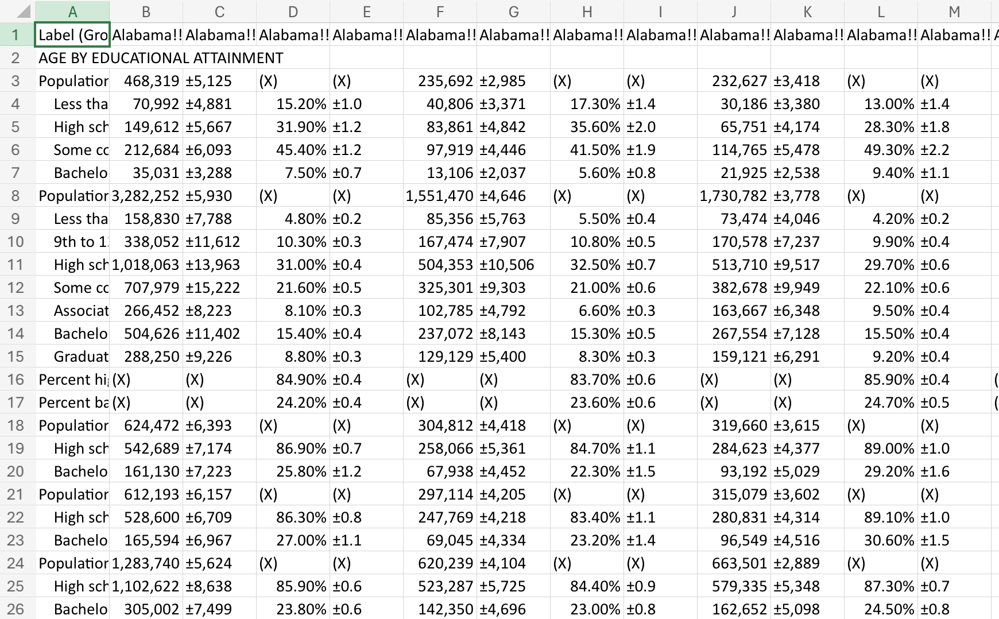 A B C D E F G H I J K L M
1 Label (Gro Alabama!! Alabama!! Alabama!! Alabama!! Alabama!! Alabama!! Alabama!! Alabama!! Alabama!! Alabama!! Alabama!! Alabama!! A
2 AGE BY EDUCATIONAL ATTAINMENT
3 Population 468,319 ±5,125 (X) (X) 235,692 ±2,985 (X) (X) 232,627 ±3,418 (X) (X)
4 Less tha 70,992 ±4,881 15.20% ±1.0 40,806 ±3,371 17.30% ±1.4 30,186 ±3,380 13.00% ±1.4
5 High sch 149,612 ±5,667 31.90% ±1.2 83,861 ±4,842 35.60% ±2.0 65,751 ±4,174 28.30% ±1.8
6 Some cc 212,684 ±6,093 45.40% ±1.2 97,919 ±4,446 41.50% ±1.9 114,765 ±5,478 49.30% ±2.2
7 Bachelo 35,031 ±3,288 7.50% ±0.7 13,106 ±2,037 5.60% ±0.8 21,925 ±2,538 9.40% ±1.1
8 Population 3,282,252 ±5,930 (X) (X) 1,551,470 ±4,646 (X) (X) 1,730,782 ±3,778 (X) (X)
9 Less tha 158,830 ±7,788 4.80% ±0.2 85,356 ±5,763 5.50% ±0.4 73,474 ±4,046 4.20% ±0.2
10 9th to 1 338,052 ±11,612 10.30% ±0.3 167,474 ±7,907 10.80% ±0.5 170,578 ±7,237 9.90% ±0.4
11 High sch 1,018,063 ±13,963 31.00% ±0.4 504,353 ±10,506 32.50% ±0.7 513,710 ±9,517 29.70% ±0.6
12 Some cc 707,979 ±15,222 21.60% ±0.5 325,301 ±9,303 21.00% ±0.6 382,678 ±9,949 22.10% ±0.6
13 Associat 266,452 ±8,223 8.10% ±0.3 102,785 ±4,792 6.60% ±0.3 163,667 ±6,348 9.50% ±0.4
14 Bachelo 504,626 ±11,402 15.40% ±0.4 237,072 ±8,143 15.30% ±0.5 267,554 ±7,128 15.50% ±0.4
15 Graduat 288,250 ±9,226 8.80% ±0.3 129,129 ±5,400 8.30% ±0.3 159,121 ±6,291 9.20% ±0.4
16 Percent hi (X) (X) 84.90% ±0.4 (X) (X) 83.70% ±0.6 (X) (X) 85.90% ±0.4 (
17 Percent ba (X) (X) 24.20% ±0.4 (X) (X) 23.60% ±0.6 (X) (X) 24.70% ±0.5 (
18 Population 624,472 ±6,393 (X) (X) 304,812 ±4,418 (X) (X) 319,660 ±3,615 (X) (X)
19 High sch 542,689 ±7,174 86.90% ±0.7 258,066 ±5,361 84.70% ±1.1 284,623 ±4,377 89.00% ±1.0
20 Bachelo 161,130 ±7,223 25.80% ±1.2 67,938 ±4,452 22.30% ±1.5 93,192 ±5,029 29.20% ±1.6
21 Population 612,193 ±6,157 (X) (X) 297,114 ±4,205 (X) (X) 315,079 ±3,602 (X) (X)
22 High sch 528,600 ±6,709 86.30% ±0.8 247,769 ±4,218 83.40% ±1.1 280,831 ±4,314 89.10% ±1.0
23 Bachelo 165,594 ±6,967 27.00% ±1.1 69,045 ±4,334 23.20% ±1.4 96,549 ±4,516 30.60% ±1.5
24 Population 1,283,740 ±5,624 (X) (X) 620,239 ±4,104 (X) (X) 663,501 ±2,889 (X) (X)
25 High sch 1,102,622 ±8,638 85.90% ±0.6 523,287 ±5,725 84.40% ±0.9 579,335 ±5,348 87.30% ±0.7
26 Bachelo 305,002 ±7,499 23.80% ±0.6 142,350 ±4,696 23.00% ±0.8 162,652 ±5,098 24.50% ±0.8